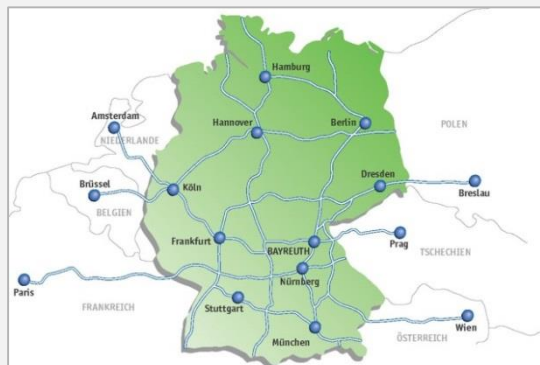 Hamburg
Amsterdam
NIEDERLANDE
Hannover
Berlin
POLEN
Dresden
Köln
Brüssel
Breslau
BELGIEN
Frankfurt
BAYREUTH
Prag
TSCHECHIEN
Nürnberg
Paris
FRANKREICH
Stuttgart
Wien
München
ÖSTERREICH